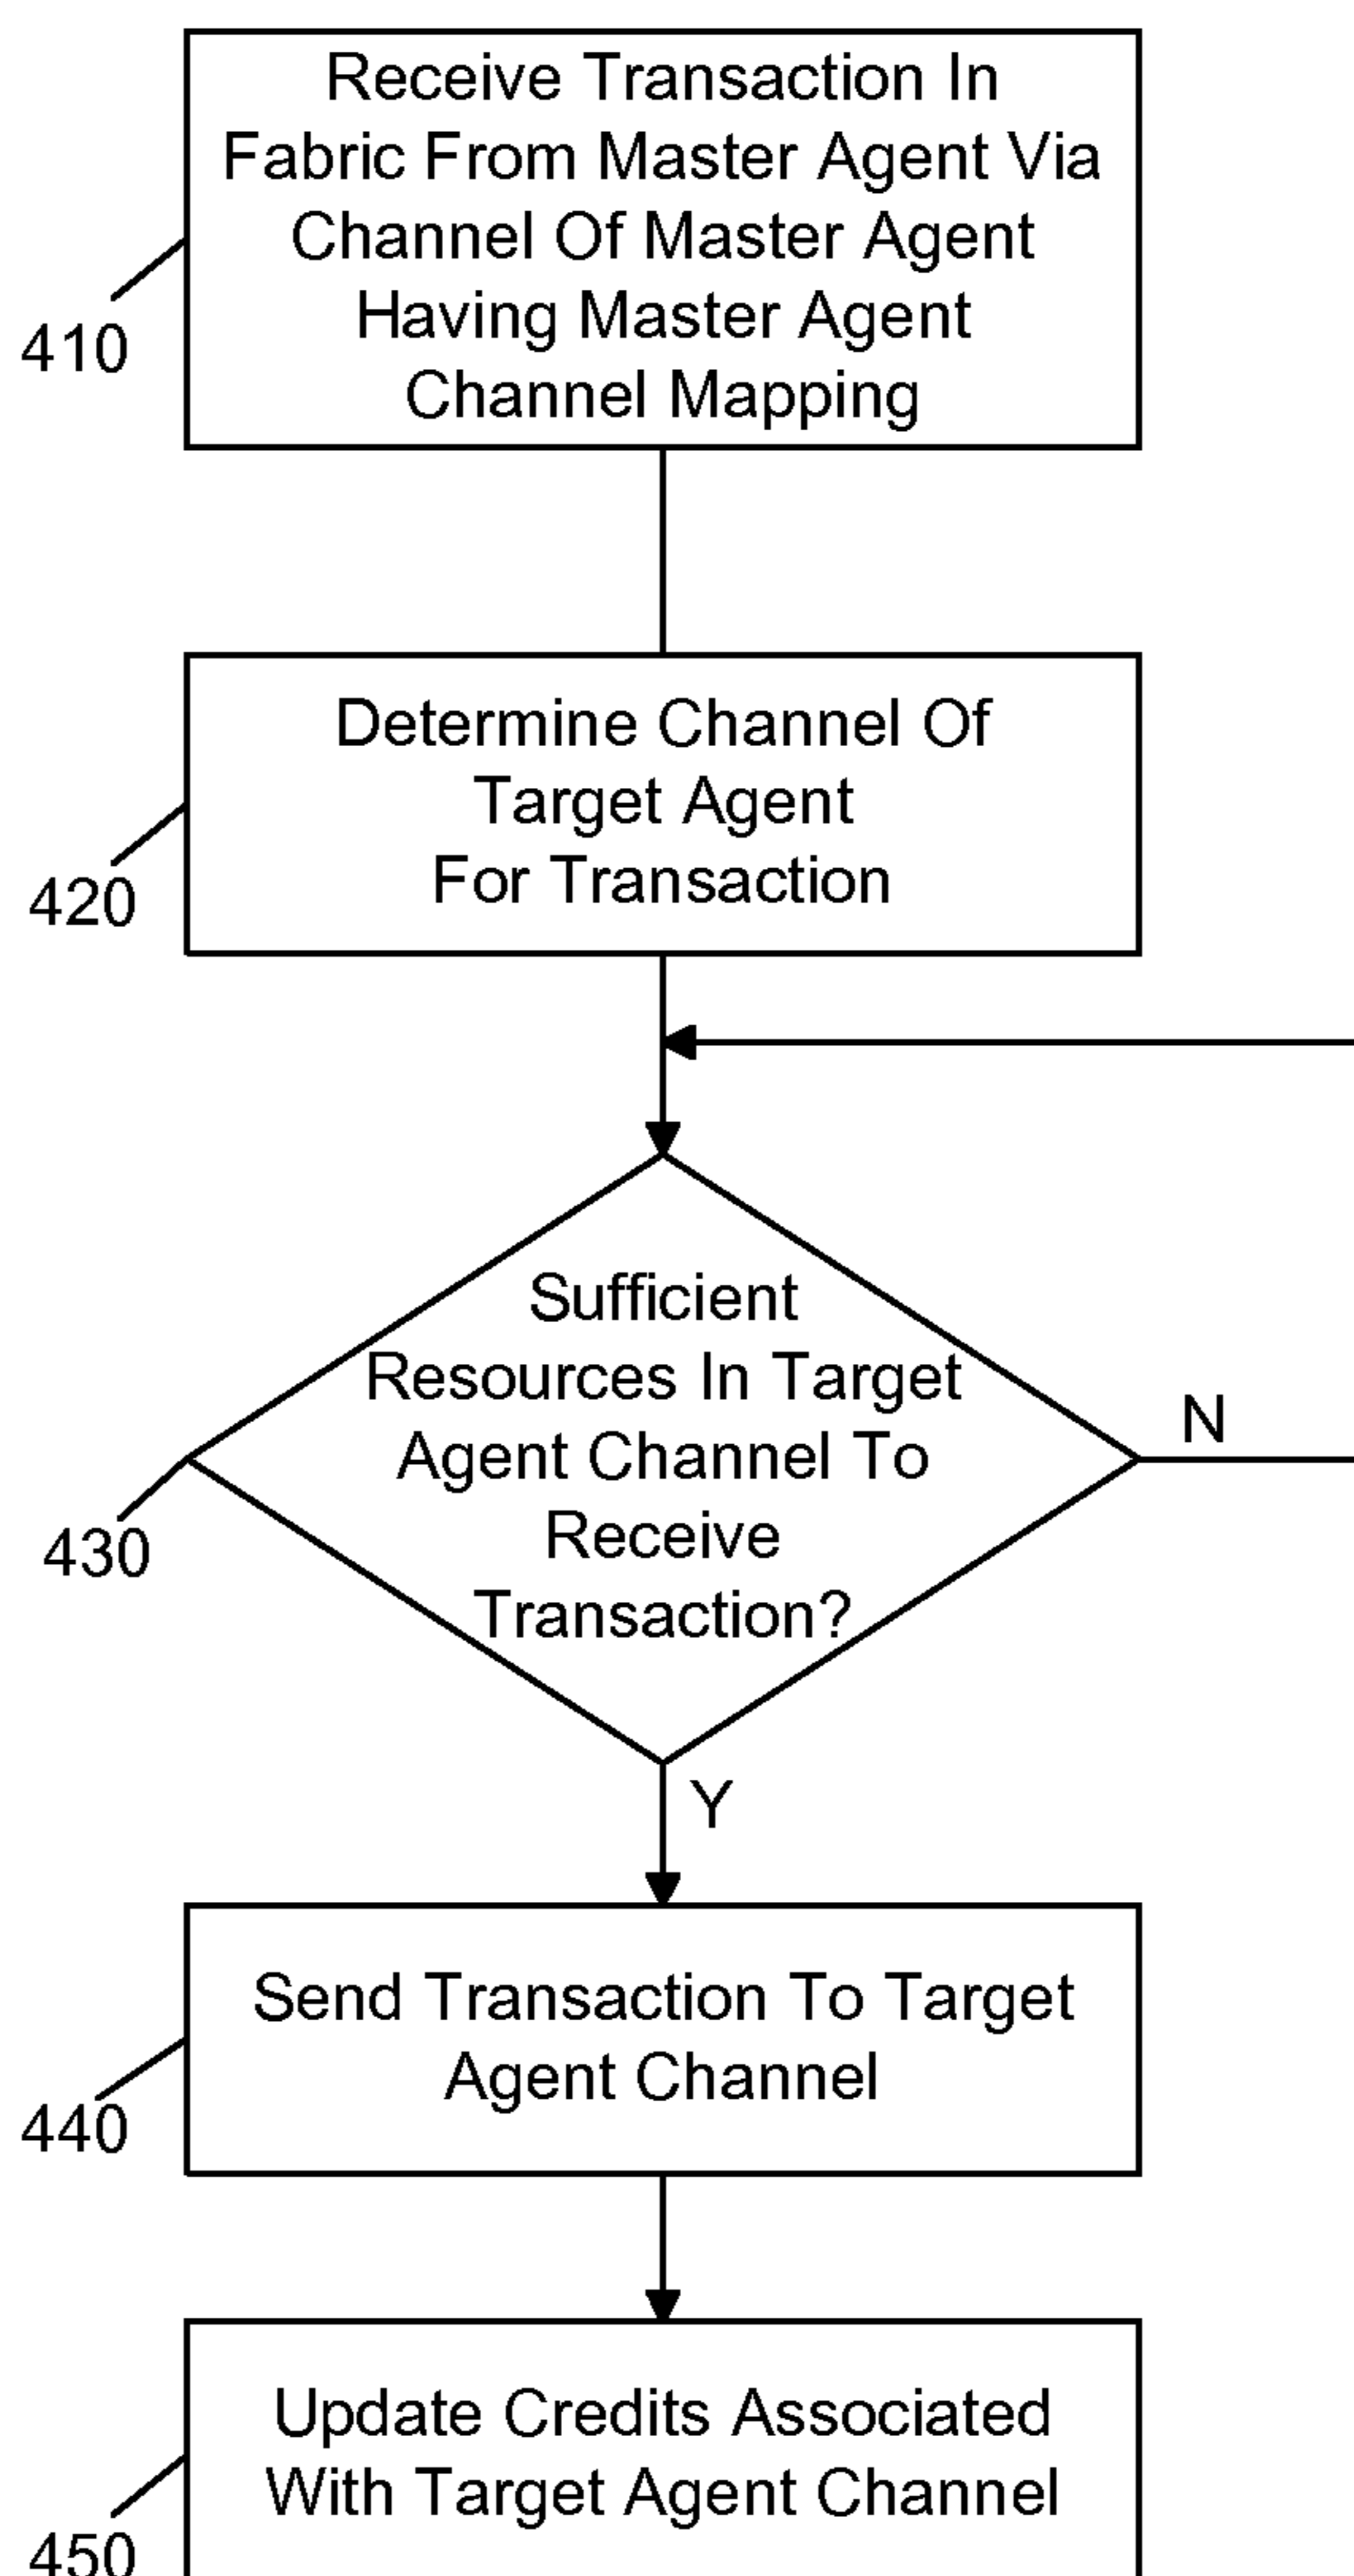 Receive Transaction In
Fabric From Master Agent Via
Channel Of Master Agent
Having Master Agent
Channel Mapping
410
Determine Channel Of
Target Agent
For Transaction
420
Sufficient
Resources In Target
Agent Channel To
Receive
Transaction?
N
430
Y
Send Transaction To Target
Agent Channel
440
Update Credits Associated
With Target Agent Channel
450